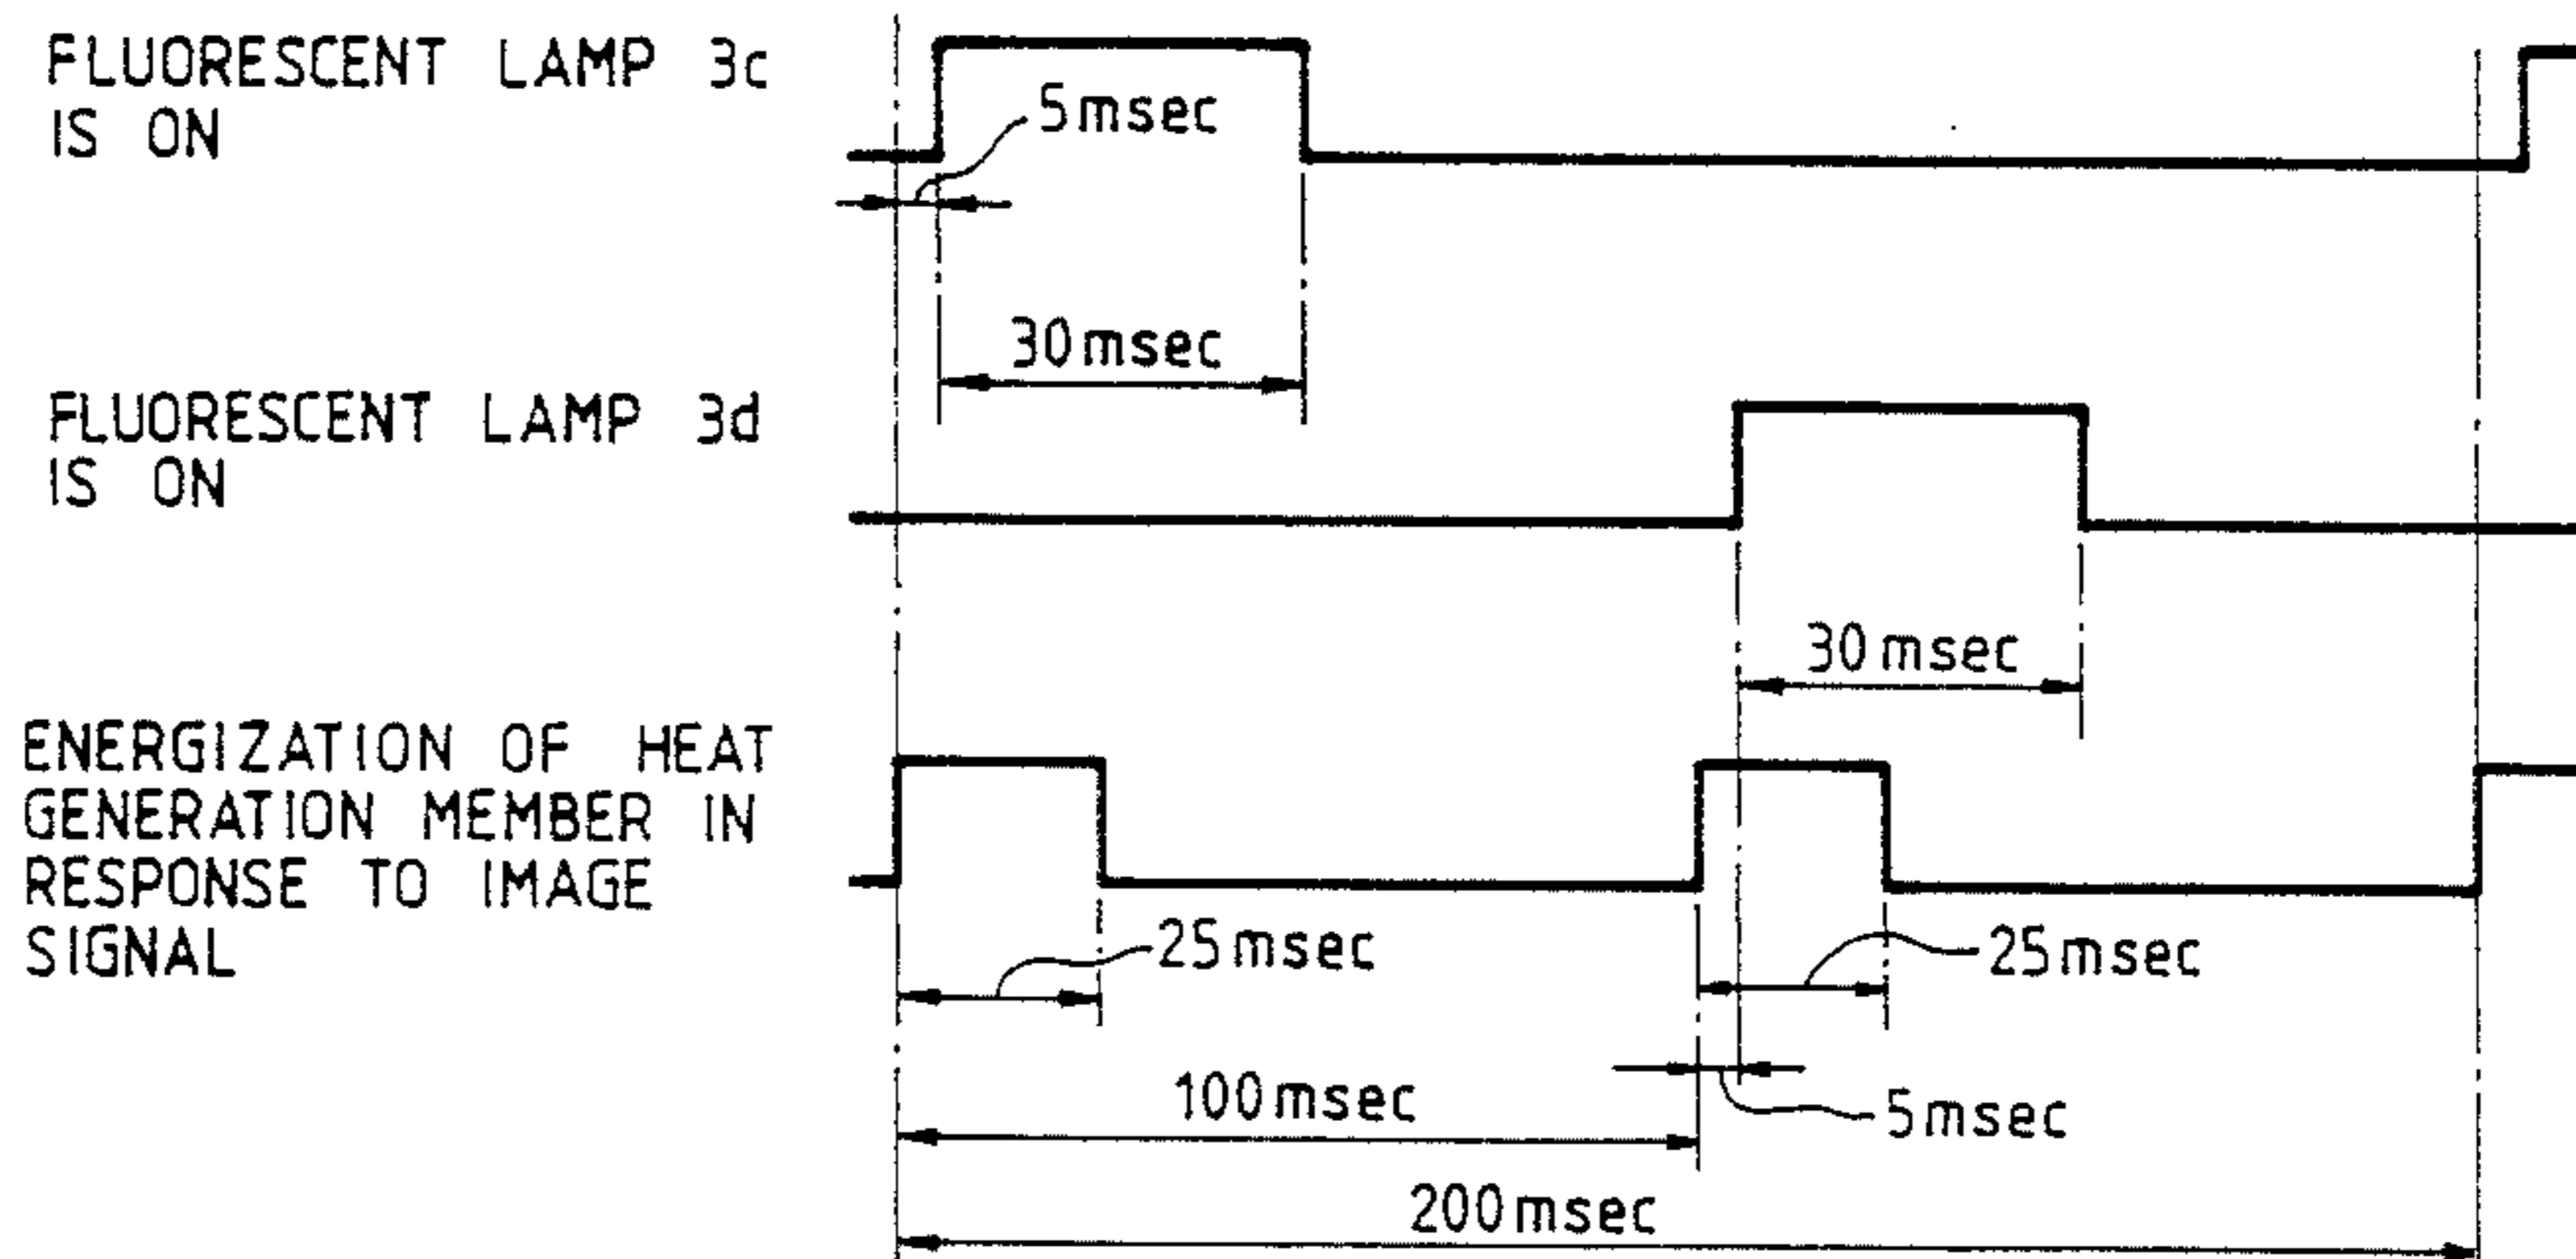 FLUORESCENT LAMP 3c
IS ON
5msec
30msec
FLUORESCENT LAMP 3d
IS ON
30msec
ENERGIZATION OF HEAT
GENERATION MEMBER IN
RESPONSE TO IMAGE
SIGNAL
25msec
25msec
100msec
5msec
200msec